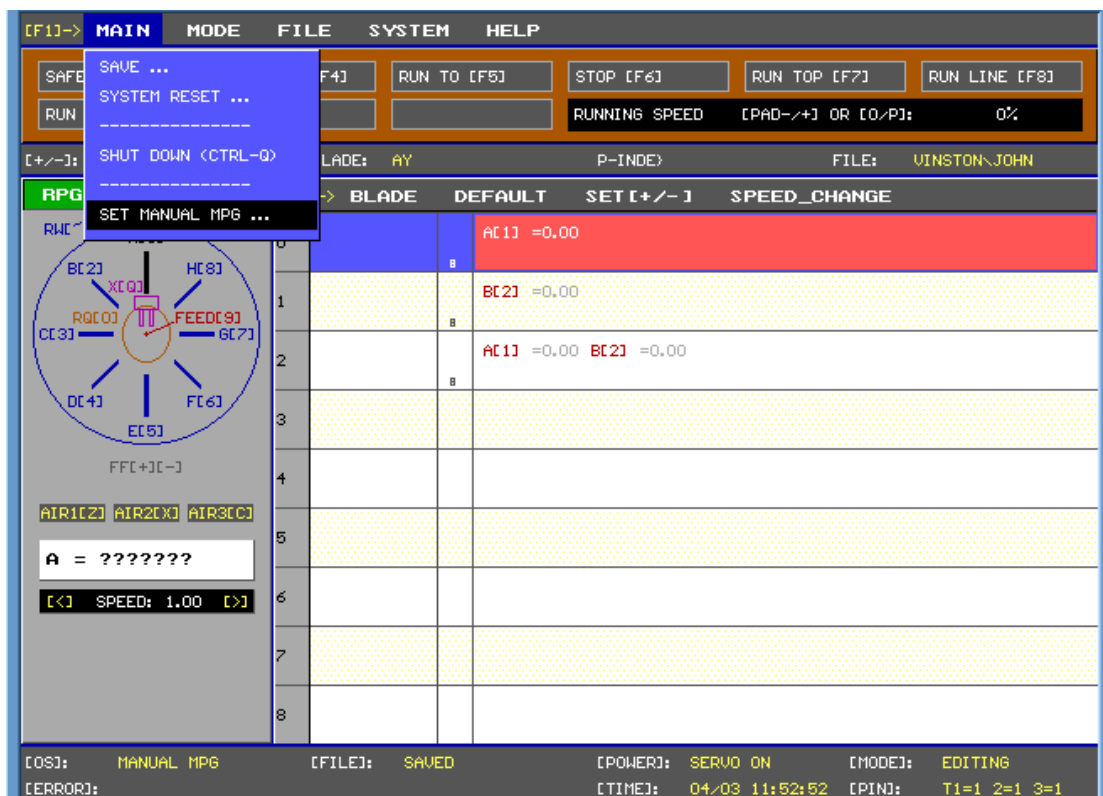 [F1]-> MAIN MODE FILE SYSTEM HELP
SAVE ...
SYSTEM RESET ...
---------------
SHUT DOWN (CTRL-Q)
---------------
SET MANUAL MPG ...
SAFE F4] RUN TO [F5] STOP [F6] RUN TOP [F7] RUN LINE [F8]
RUN RUNNING SPEED [PAD-/+] OR [O/P]: 0%
[+/-]: LADE: AY P-INDE> FILE: VINSTON\JOHN
RPG -> BLADE DEFAULT SET[+/-] SPEED_CHANGE
B[2] H[8]
X[Q]
RQ[0] FEED[9]
C[3] G[7]
D[4] F[6]
E[5]
FF[+][-]
AIR1[Z] AIR2[X] AIR3[C]
A = ???????
[<] SPEED: 1.00 [>]
0 A[1] =0.00
1 B[2] =0.00
2 A[1] =0.00 B[2] =0.00
3
4
5
6
7
8
[OS]: MANUAL MPG [FILE]: SAVED [POWER]: SERVO ON [MODE]: EDITING
[ERROR]: [TIME]: 04/03 11:52:52 [PIN]: T1=1 2=1 3=1